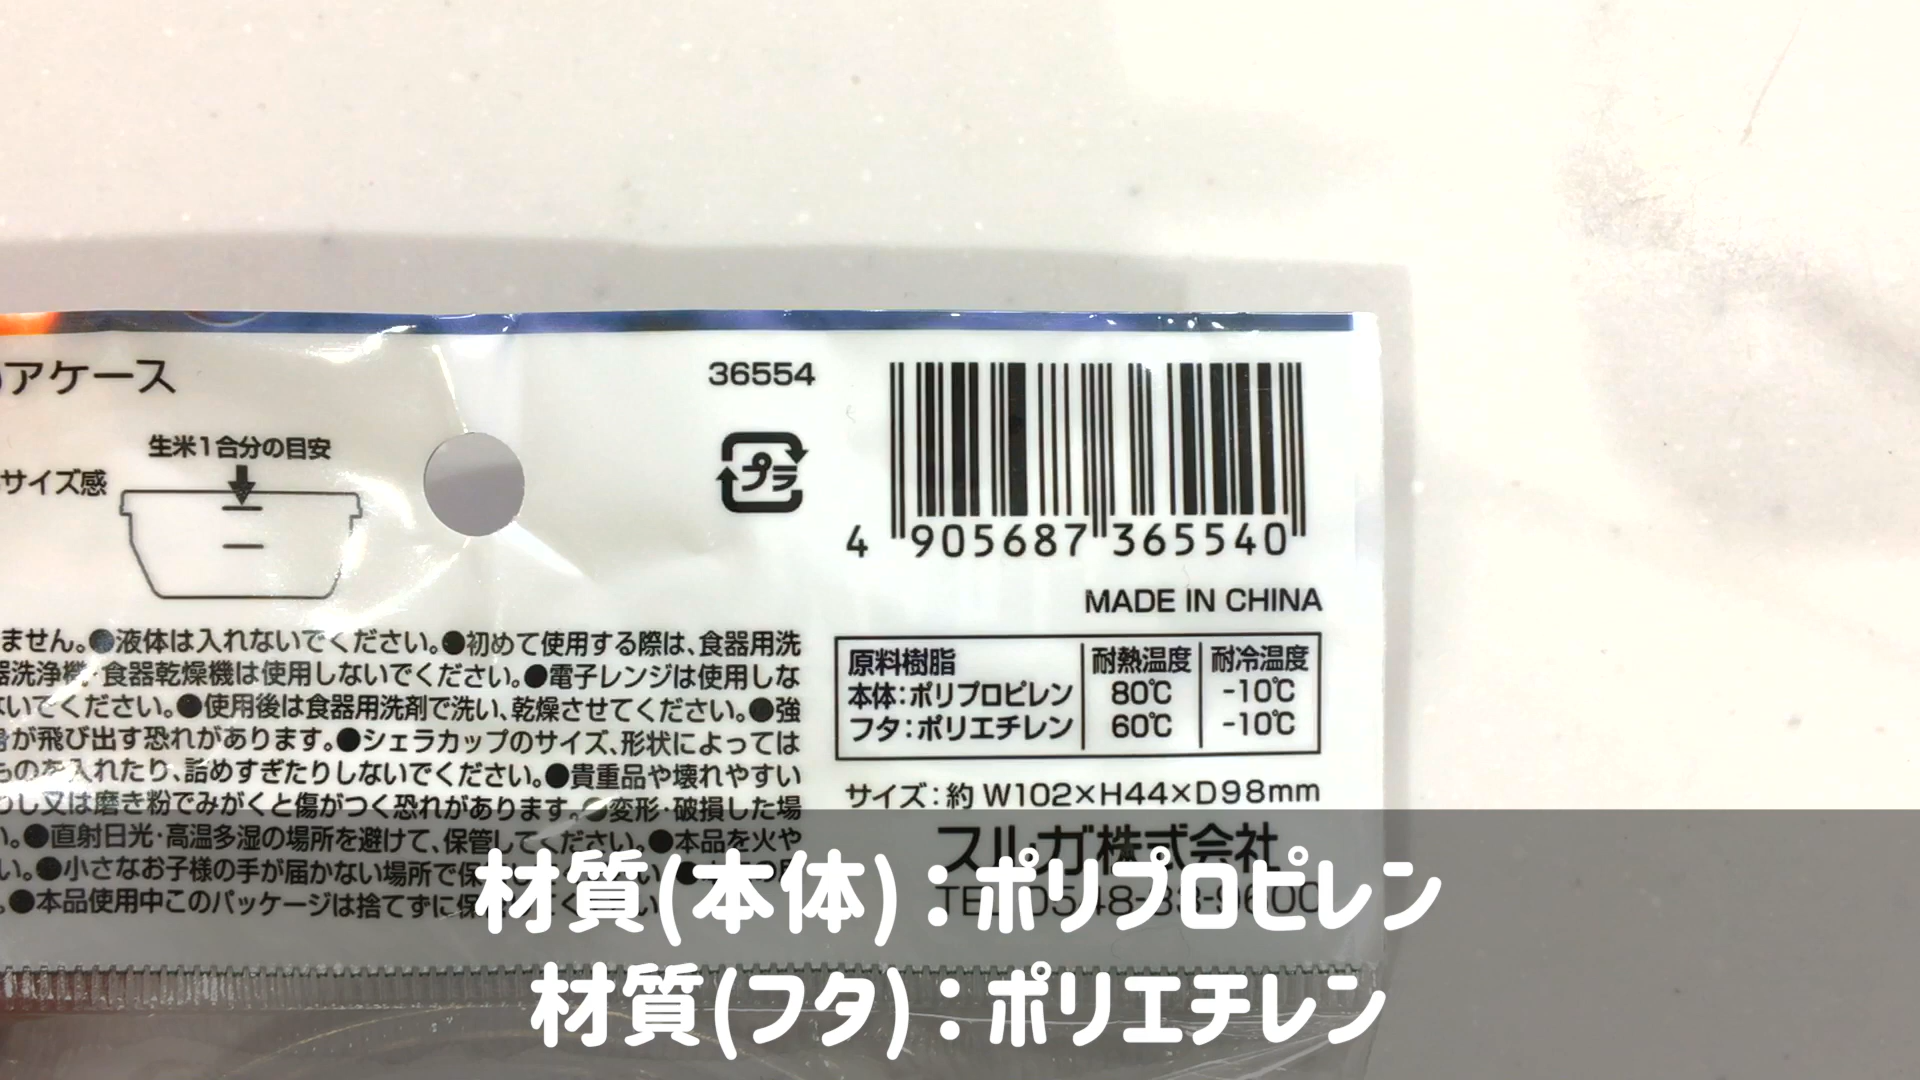 アケース
生米1合分の目安
サイズ感
36554
プラ
4 905687 365540
MADE IN CHINA
ません。●液体は入れないでください。●初めて使用する際は、食器用洗
器洗浄機・食器乾燥機は使用しないでください。●電子レンジは使用しな
いでください。●使用後は食器用洗剤で洗い、乾燥させてください。●強
が飛び出す恐れがあります。●シェラカップのサイズ、形状によっては
ものを入れたり、詰めすぎたりしないでください。●貴重品や壊れやすい
わし又は磨き粉でみがくと傷がつく恐れがあります。●変形・破損した場
い。●直射日光・高温多湿の場所を避けて、保管してください。●本品を火や
い。●小さなお子様の手が届かない場所で保
。●本品使用中このパッケージは捨てずに保
原料樹脂 耐熱温度 耐冷温度
本体：ポリプロピレン 80℃ -10℃
フタ：ポリエチレン 60℃ -10℃
サイズ：約 W102×H44×D98mm
スルガ株式会社
材質(本体)：ポリプロピレン
材質(フタ)：ポリエチレン